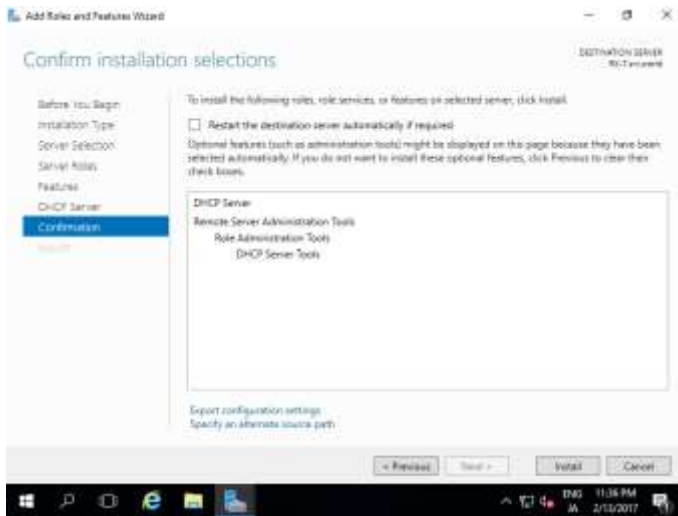 Add Roles and Features Wizard
Confirm installation selections
DESTINATION SERVER
Before You Begin
Installation Type
Server Selection
Server Roles
Features
DHCP Server
Confirmation
Results
To install the following roles, role services, or features on selected server, click Install.
Restart the destination server automatically if required
Optional features (such as administration tools) might be displayed on this page because they have been
selected automatically. If you do not want to install these optional features, click Previous to clear their
check boxes.
DHCP Server
Remote Server Administration Tools
Role Administration Tools
DHCP Server Tools
Export configuration settings
Specify an alternate source path
< Previous
Next >
Install
Cancel
ENG
11:36 PM
JA
2/13/2017